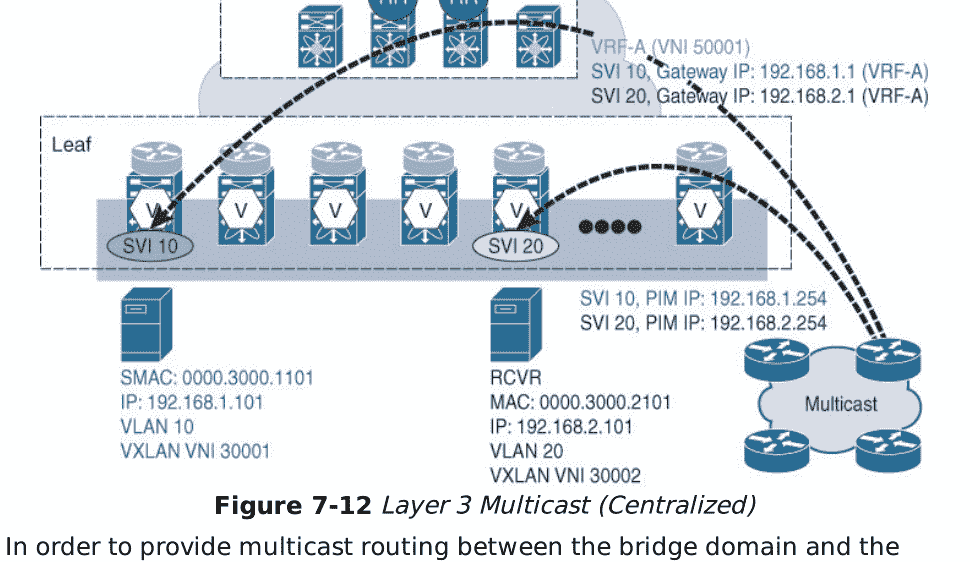 VRF-A (VNI 50001)
SVI 10, Gateway IP: 192.168.1.1 (VRF-A)
SVI 20, Gateway IP: 192.168.2.1 (VRF-A)
Leaf
V V V V V V
SVI 10
SVI 20
SVI 10, PIM IP: 192.168.1.254
SVI 20, PIM IP: 192.168.2.254
SMAC: 0000.3000.1101
IP: 192.168.1.101
VLAN 10
VXLAN VNI 30001
RCVR
MAC: 0000.3000.2101
IP: 192.168.2.101
VLAN 20
VXLAN VNI 30002
Multicast
Figure 7-12 Layer 3 Multicast (Centralized)
In order to provide multicast routing between the bridge domain and the